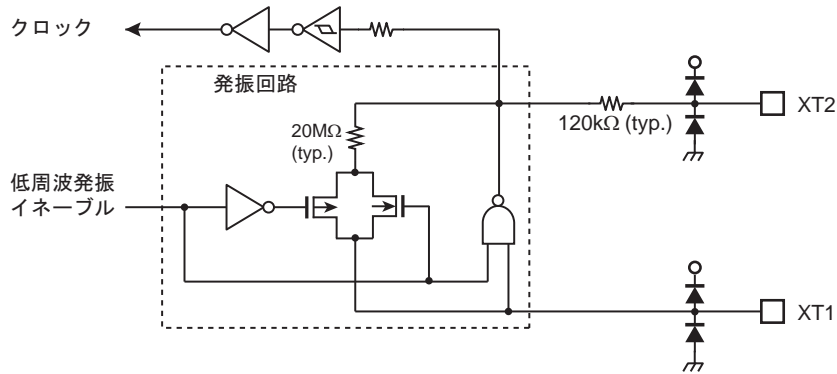 クロック
発振回路
20MΩ
(typ.)
120kΩ (typ.)
XT2
低周波発振
イネーブル
XT1